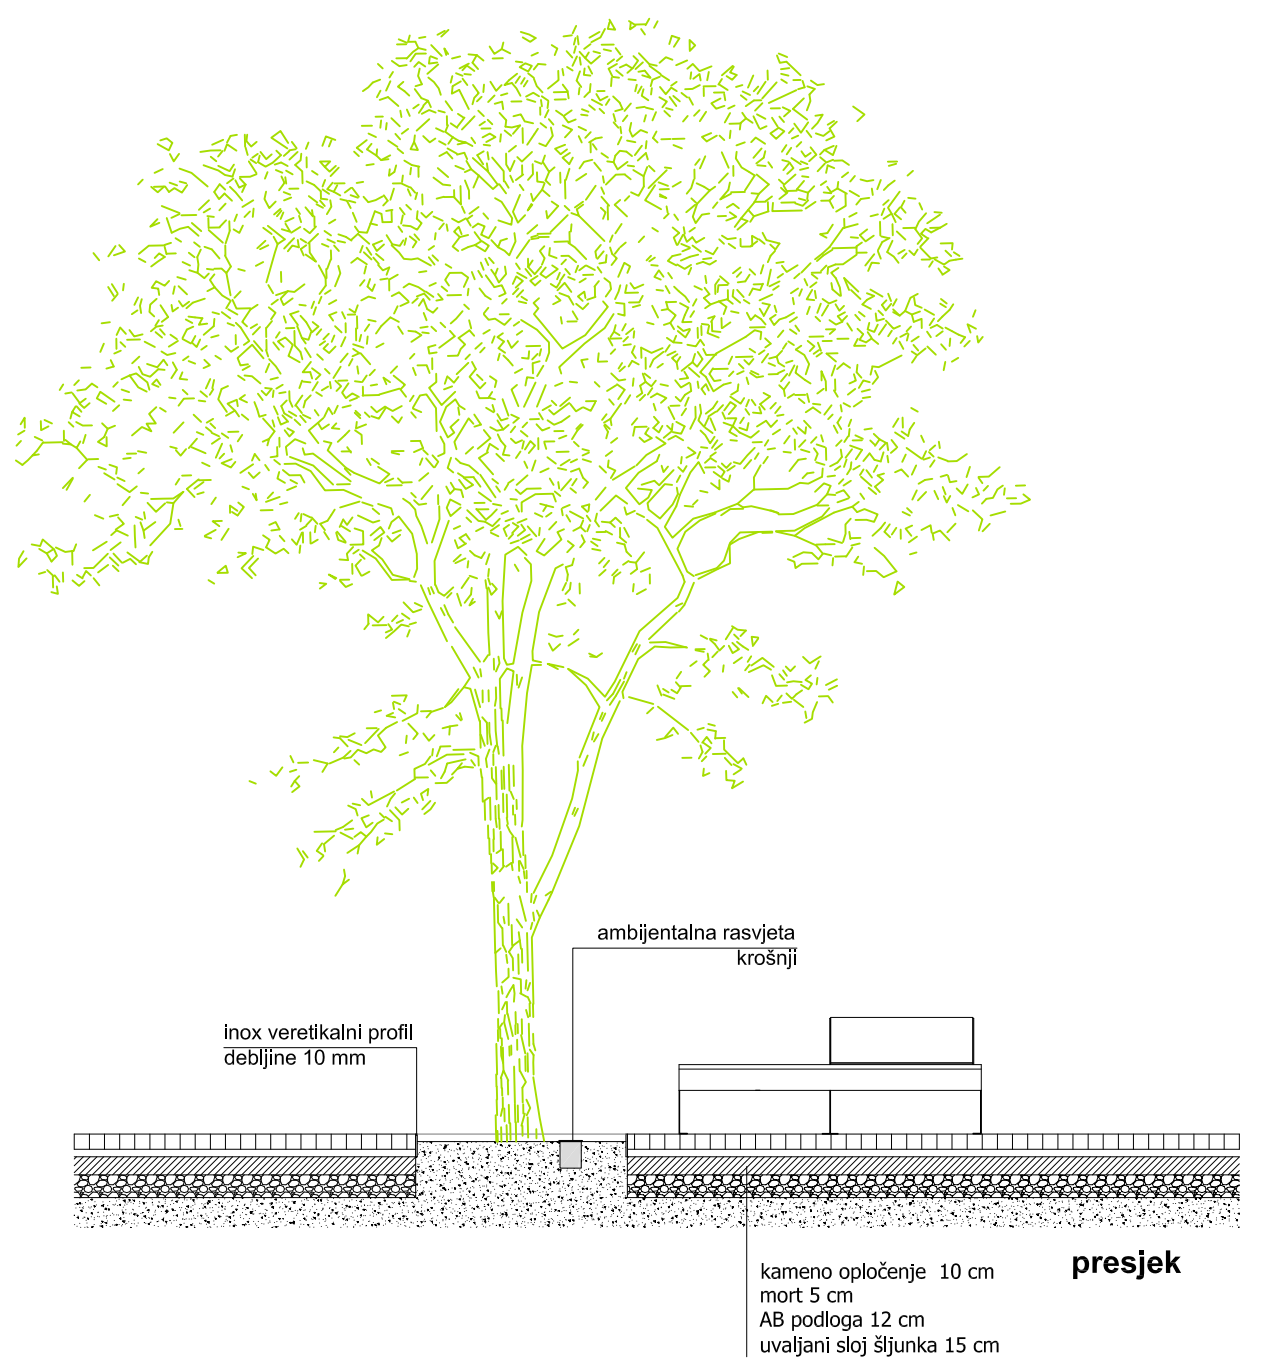 ambijentalna rasvjeta
krošnji
inox veretikalni profil
debljine 10 mm
presjek
kameno opločenje 10 cm
mort 5 cm
AB podloga 12 cm
uvaljani sloj šljunka 15 cm